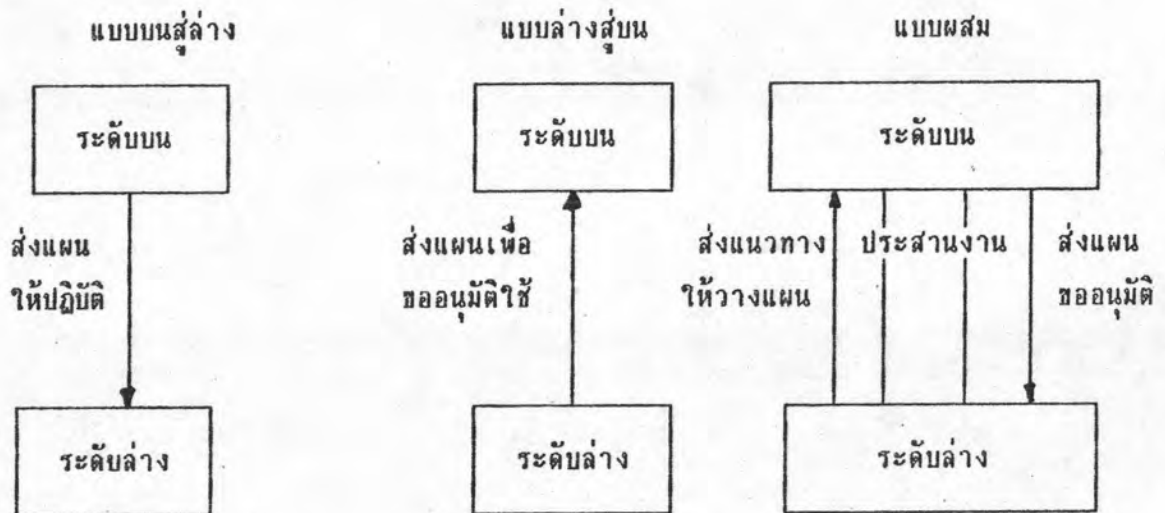 แบบบนสู่ล่าง
ระดับบน
ส่งแผน
ให้ปฏิบัติ
ระดับล่าง
แบบล่างสู่บน
ระดับบน
ส่งแผนเพื่อ
ขออนุมัติใช้
ระดับล่าง
แบบผสม
ระดับบน
ส่งแนวทาง
ให้วางแผน
ประสานงาน
ส่งแผน
ขออนุมัติ
ระดับล่าง